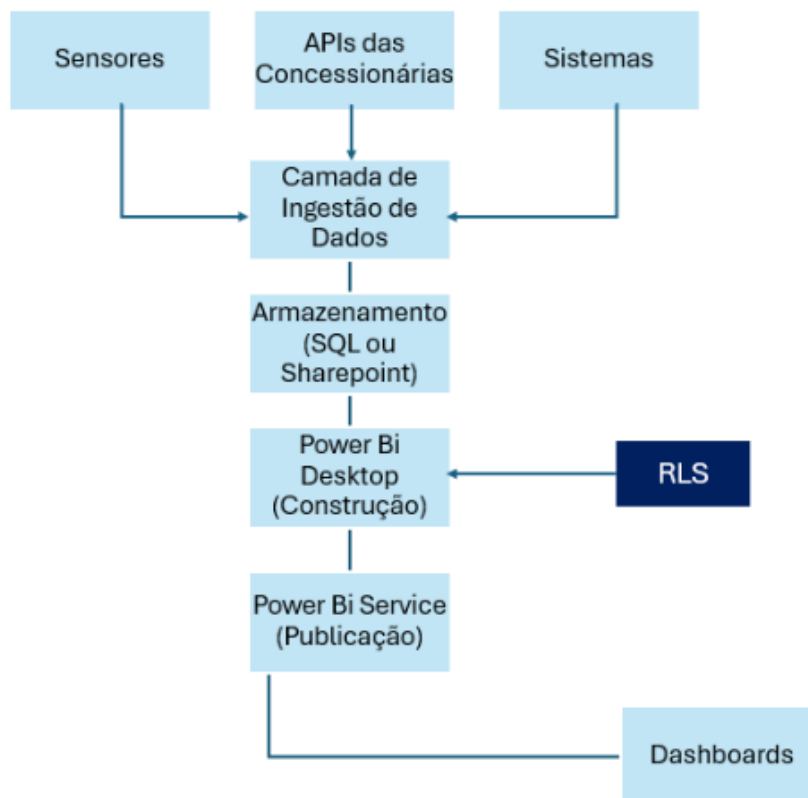 Sensores
APIs das
Concessionárias
Sistemas
Camada de
Ingestão de
Dados
Armazenamento
(SQL ou
Sharepoint)
Power Bi
Desktop
(Construção)
RLS
Power Bi Service
(Publicação)
Dashboards